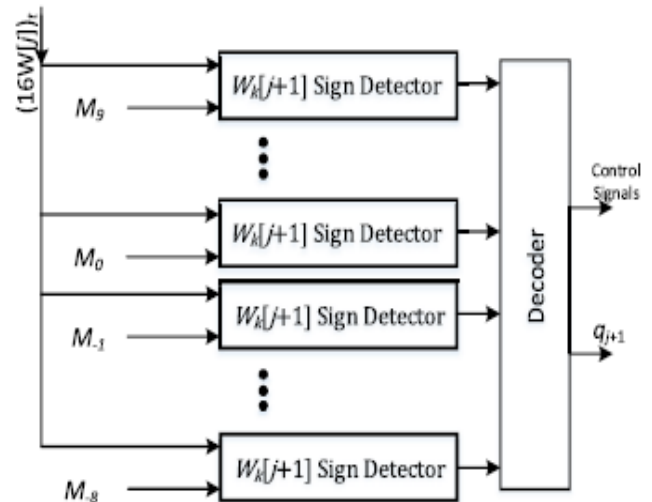 (16W[j])ₜ
Wₖ[j+1] Sign Detector
M₉
Wₖ[j+1] Sign Detector
M₀
Wₖ[j+1] Sign Detector
M₋₁
Wₖ[j+1] Sign Detector
M₋₈
Decoder
Control
Signals
qⱼ₊₁